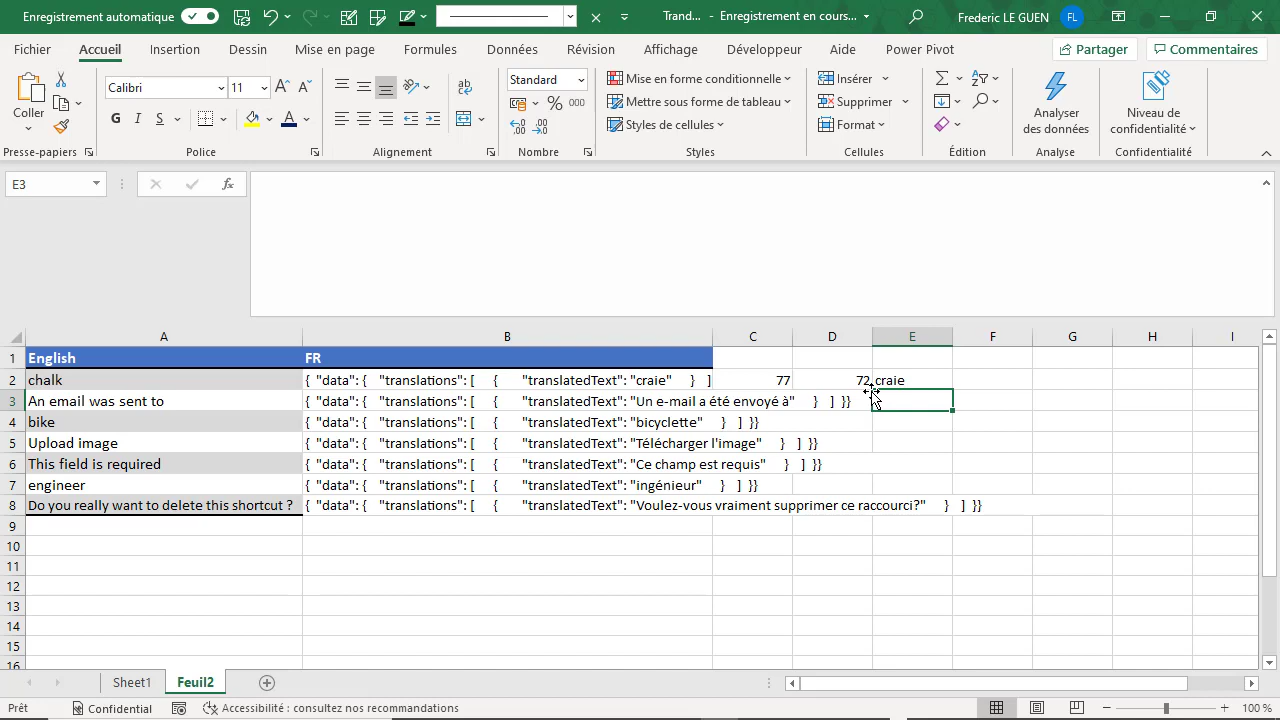 Enregistrement automatique
Trand... - Enregistrement en cours...
Frederic LE GUEN FL
Fichier Accueil Insertion Dessin Mise en page Formules Données Révision Affichage Développeur Aide Power Pivot Partager Commentaires
Coller
Calibri 11
G I S A
Standard
% 000
Mise en forme conditionnelle
Mettre sous forme de tableau
Styles de cellules
Insérer
Supprimer
Format
Analyser
des données
Niveau de
confidentialité
Presse-papiers Police Alignement Nombre Styles Cellules Édition Analyse Confidentialité
E3 fx
A B C D E F G H I
1 English FR
2 chalk { "data": { "translations": [ { "translatedText": "craie" } ] 77 72 craie
3 An email was sent to { "data": { "translations": [ { "translatedText": "Un e-mail a été envoyé à" } ] }}
4 bike { "data": { "translations": [ { "translatedText": "bicyclette" } ] }}
5 Upload image { "data": { "translations": [ { "translatedText": "Télécharger l'image" } ] }}
6 This field is required { "data": { "translations": [ { "translatedText": "Ce champ est requis" } ] }}
7 engineer { "data": { "translations": [ { "translatedText": "ingénieur" } ] }}
8 Do you really want to delete this shortcut ? { "data": { "translations": [ { "translatedText": "Voulez-vous vraiment supprimer ce raccourci?" } ] }}
9
10
11
12
13
14
15
16
Sheet1 Feuil2
Prêt Confidential Accessibilité : consultez nos recommandations 100 %